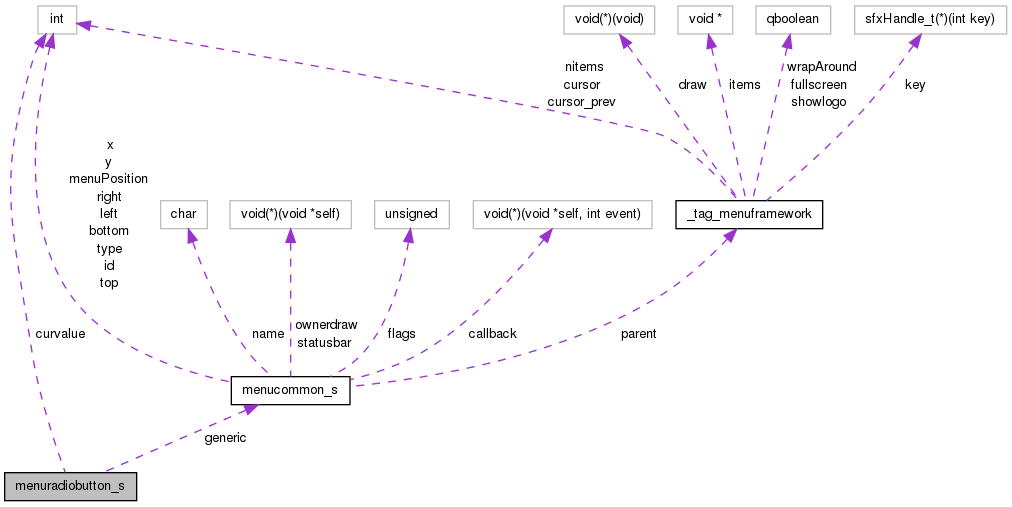 int
void(*)(void)
void *
qboolean
sfxHandle_t(*)(int key)
nitems
cursor
cursor_prev
draw
items
wrapAround
fullscreen
showlogo
key
x
y
menuPosition
right
left
bottom
type
id
top
char
void(*)(void *self)
unsigned
void(*)(void *self, int event)
_tag_menuframework
curvalue
name
ownerdraw
statusbar
flags
callback
parent
menucommon_s
generic
menuradiobutton_s